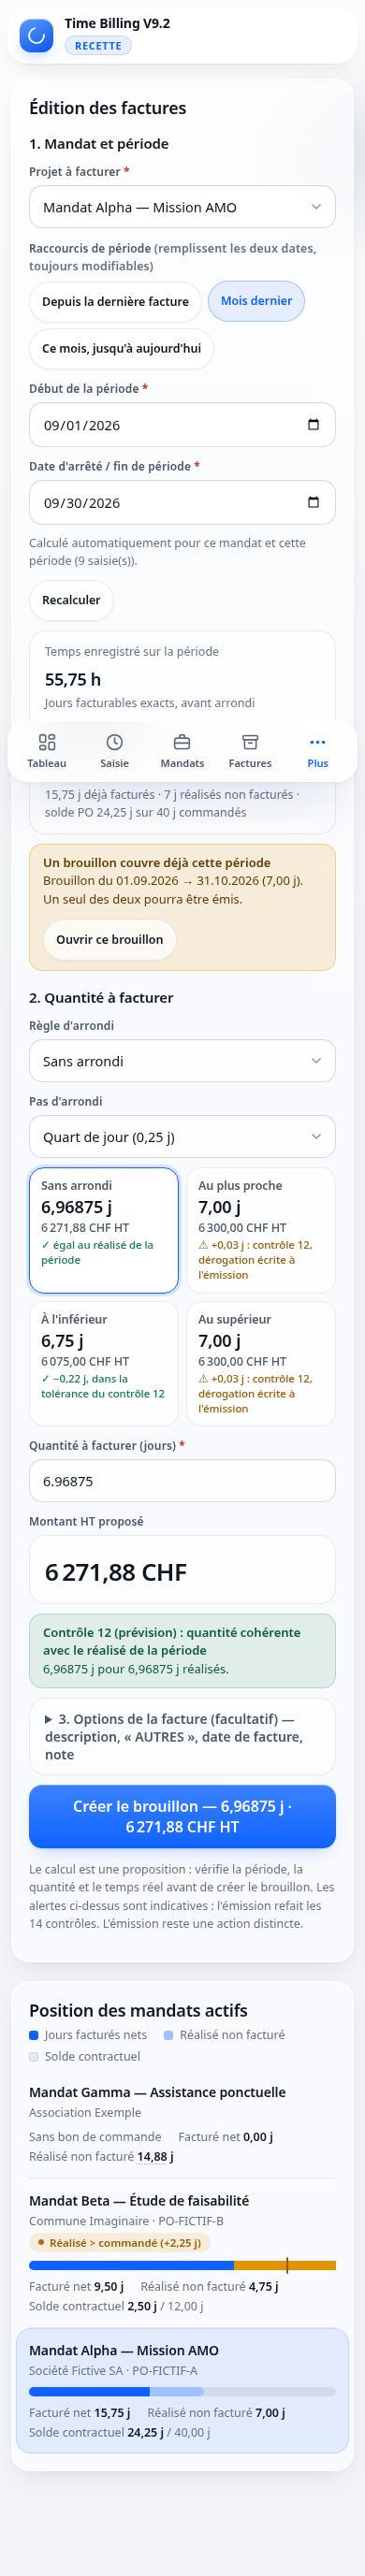 Time Billing V9.2
RECETTE
Édition des factures
1. Mandat et période
Projet à facturer *
Mandat Alpha — Mission AMO
Raccourcis de période (remplissent les deux dates,
toujours modifiables)
Depuis la dernière facture
Mois dernier
Ce mois, jusqu'à aujourd'hui
Début de la période *
09/01/2026
Date d'arrêté / fin de période *
09/30/2026
Calculé automatiquement pour ce mandat et cette
période (9 saisie(s)).
Recalculer
Temps enregistré sur la période
55,75 h
Jours facturables exacts, avant arrondi
Tableau
Saisie
Mandats
Factures
Plus
15,75 j déjà facturés · 7 j réalisés non facturés ·
solde PO 24,25 j sur 40 j commandés
Un brouillon couvre déjà cette période
Brouillon du 01.09.2026 → 31.10.2026 (7,00 j).
Un seul des deux pourra être émis.
Ouvrir ce brouillon
2. Quantité à facturer
Règle d'arrondi
Sans arrondi
Pas d'arrondi
Quart de jour (0,25 j)
Sans arrondi
6,96875 j
6 271,88 CHF HT
✓ égal au réalisé de la
période
Au plus proche
7,00 j
6 300,00 CHF HT
⚠ +0,03 j : contrôle 12,
dérogation écrite à
l'émission
À l'inférieur
6,75 j
6 075,00 CHF HT
✓ −0,22 j, dans la
tolérance du contrôle 12
Au supérieur
7,00 j
6 300,00 CHF HT
⚠ +0,03 j : contrôle 12,
dérogation écrite à
l'émission
Quantité à facturer (jours) *
6.96875
Montant HT proposé
6 271,88 CHF
Contrôle 12 (prévision) : quantité cohérente
avec le réalisé de la période
6,96875 j pour 6,96875 j réalisés.
▶ 3. Options de la facture (facultatif) —
description, « AUTRES », date de facture,
note
Créer le brouillon — 6,96875 j ·
6 271,88 CHF HT
Le calcul est une proposition : vérifie la période, la
quantité et le temps réel avant de créer le brouillon. Les
alertes ci-dessus sont indicatives : l'émission refait les
14 contrôles. L'émission reste une action distincte.
Position des mandats actifs
Jours facturés nets
Réalisé non facturé
Solde contractuel
Mandat Gamma — Assistance ponctuelle
Association Exemple
Sans bon de commande Facturé net 0,00 j
Réalisé non facturé 14,88 j
Mandat Beta — Étude de faisabilité
Commune Imaginaire · PO-FICTIF-B
Réalisé > commandé (+2,25 j)
Facturé net 9,50 j Réalisé non facturé 4,75 j
Solde contractuel 2,50 j / 12,00 j
Mandat Alpha — Mission AMO
Société Fictive SA · PO-FICTIF-A
Facturé net 15,75 j Réalisé non facturé 7,00 j
Solde contractuel 24,25 j / 40,00 j